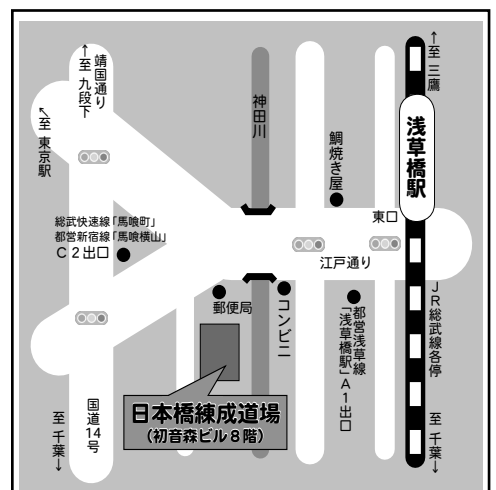 ↑至 三鷹
靖国通り
←至 九段下
↖至 東京駅
神田川
鯛焼き屋
浅草橋駅
東口
総武快速線「馬喰町」
都営新宿線「馬喰横山」
C2出口
江戸通り
郵便局
コンビニ
都営浅草線
「浅草橋駅」A1出口
JR総武線各停
日本橋練成道場
(初音森ビル8階)
国道14号
至 千葉→
至 千葉→